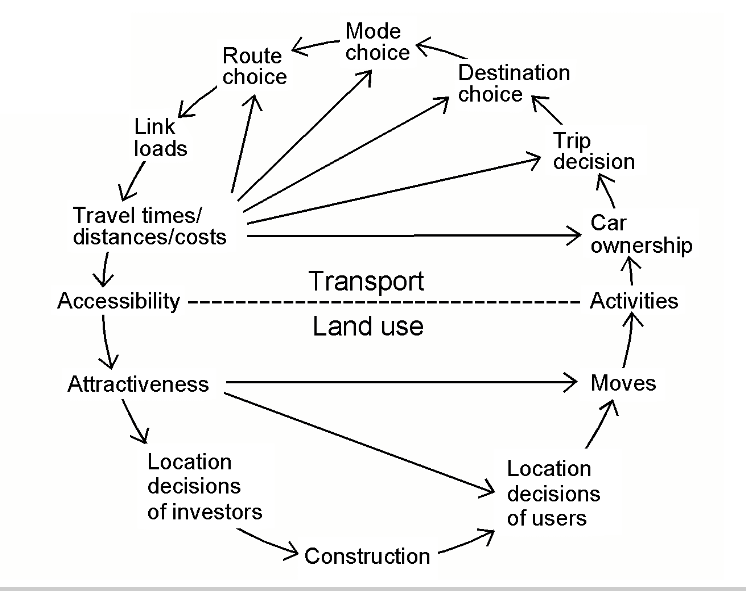 Mode
choice
Route
choice
Destination
choice
Link
loads
Trip
decision
Travel times/
distances/costs
Car
ownership
Transport
Accessibility
Activities
Land use
Attractiveness
Moves
Location
decisions
of investors
Location
decisions
of users
Construction